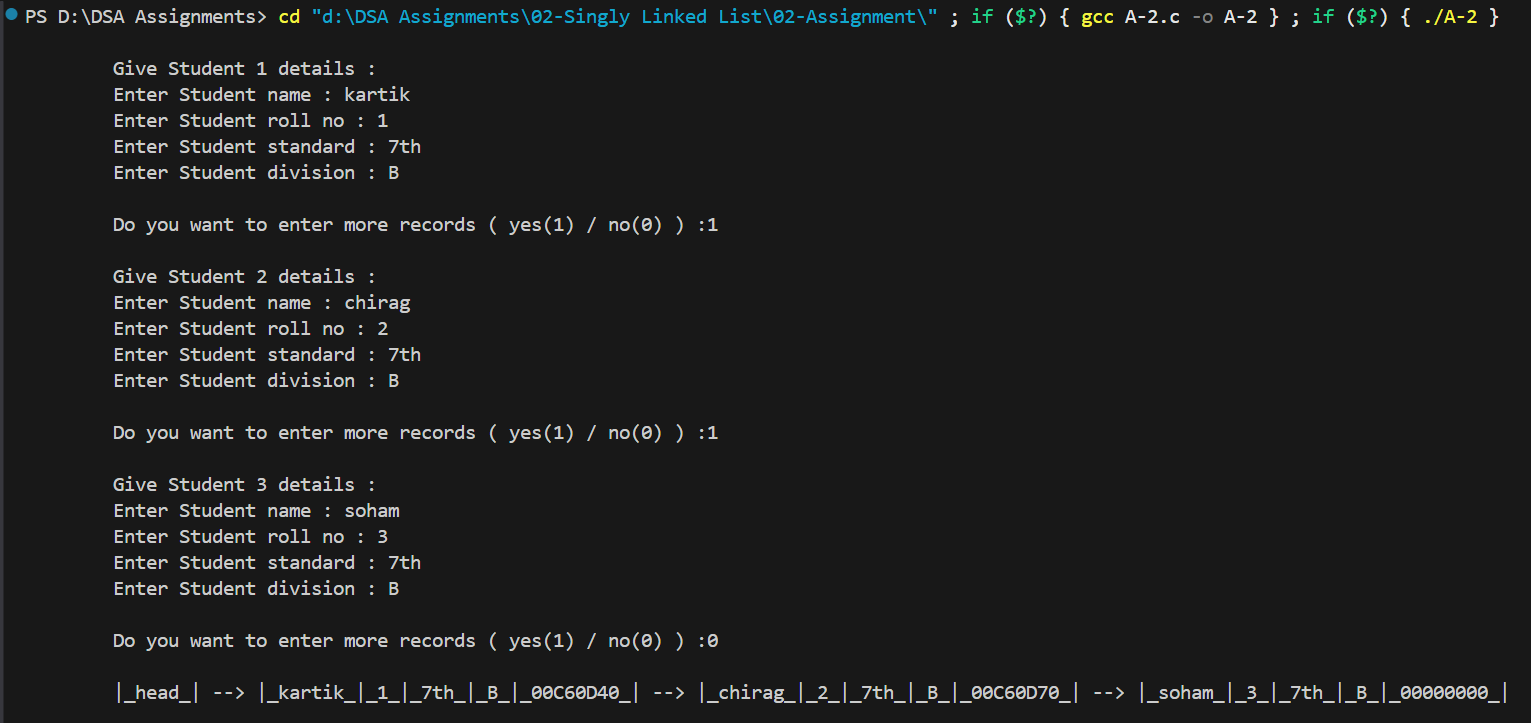 PS D:\DSA Assignments> cd "d:\DSA Assignments\02-Singly Linked List\02-Assignment\" ; if ($?) { gcc A-2.c -o A-2 } ; if ($?) { ./A-2 }
Give Student 1 details :
Enter Student name : kartik
Enter Student roll no : 1
Enter Student standard : 7th
Enter Student division : B
Do you want to enter more records ( yes(1) / no(0) ) :1
Give Student 2 details :
Enter Student name : chirag
Enter Student roll no : 2
Enter Student standard : 7th
Enter Student division : B
Do you want to enter more records ( yes(1) / no(0) ) :1
Give Student 3 details :
Enter Student name : soham
Enter Student roll no : 3
Enter Student standard : 7th
Enter Student division : B
Do you want to enter more records ( yes(1) / no(0) ) :0
|_head_| --> |_kartik_|_1_|_7th_|_B_|_00C60D40_| --> |_chirag_|_2_|_7th_|_B_|_00C60D70_| --> |_soham_|_3_|_7th_|_B_|_00000000_|